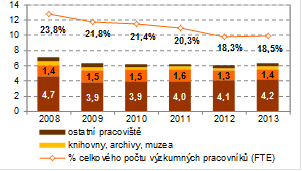 14
12
10
8
6
4
2
0
23,8% 21,8% 21,4% 20,3% 18,3% 18,5%
1,4 1,5 1,5 1,6 1,3 1,4
4,7 3,9 3,9 4,0 4,1 4,2
2008 2009 2010 2011 2012 2013
ostatní pracoviště
knihovny, archivy, muzea
% celkového počtu výzkumných pracovníků (FTE)